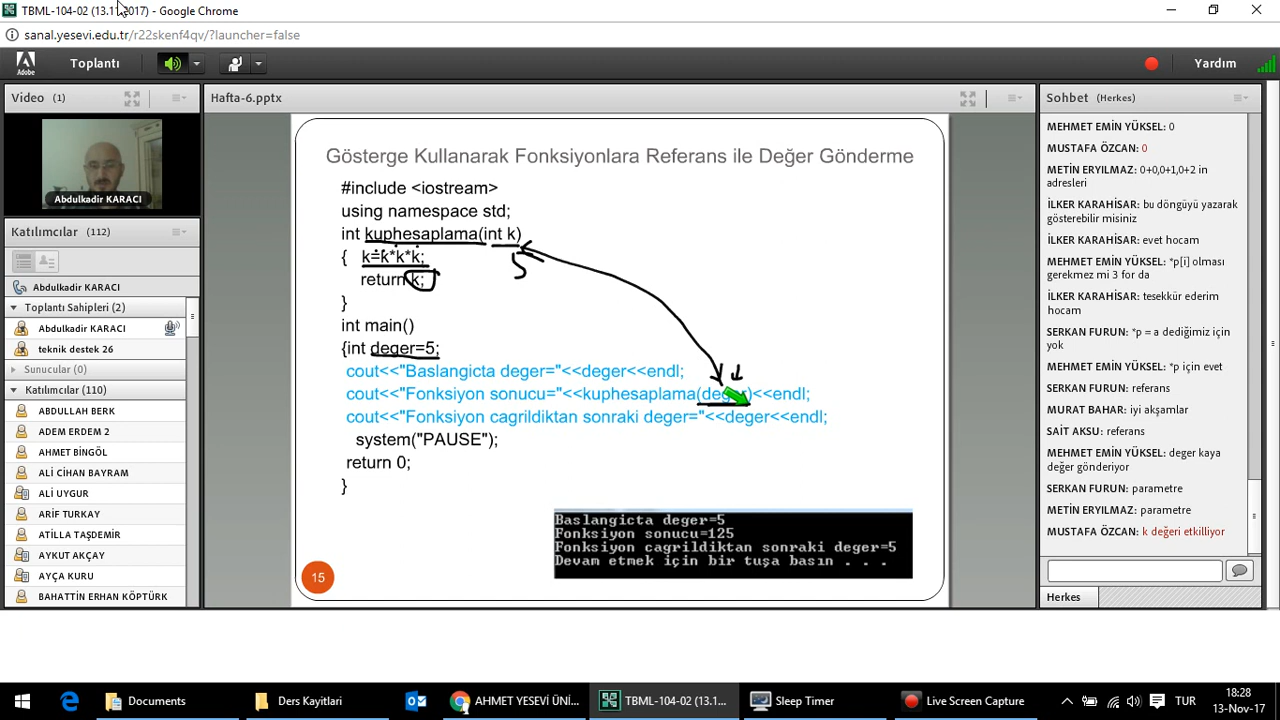 TBML-104-02 (13.11.2017) - Google Chrome
sanal.yesevi.edu.tr/r22skenf4qv/?launcher=false
Adobe
Toplantı
Yardım
Video (1)
Abdulkadir KARACI
Katılımcılar (112)
Abdulkadir KARACI
Toplantı Sahipleri (2)
Abdulkadir KARACI
teknik destek 26
Sunucular (0)
Katılımcılar (110)
ABDULLAH BERK
ADEM ERDEM 2
AHMET BİNGÖL
ALİ CİHAN BAYRAM
ALİ UYGUR
ARİF TURKAY
ATİLLA TAŞDEMİR
AYKUT AKÇAY
AYÇA KURU
BAHATTİN ERHAN KÖPTÜRK
Hafta-6.pptx
Gösterge Kullanarak Fonksiyonlara Referans ile Değer Gönderme
#include <iostream>
using namespace std;
int kuphesaplama(int k)
{ k=k*k*k;
5
return k;
}
int main()
{int deger=5;
cout<<"Baslangicta deger="<<deger<<endl;
cout<<"Fonksiyon sonucu="<<kuphesaplama(deger)<<endl;
cout<<"Fonksiyon cagrildiktan sonraki deger="<<deger<<endl;
system("PAUSE");
return 0;
}
Baslangicta deger=5
Fonksiyon sonucu=125
Fonksiyon cagrildiktan sonraki deger=5
Devam etmek için bir tuşa basın . . .
15
Sohbet (Herkes)
MEHMET EMİN YÜKSEL: 0
MUSTAFA ÖZCAN: 0
METİN ERYILMAZ: 0+0,0+1,0+2 in
adresleri
İLKER KARAHİSAR: bu döngüyü yazarak
gösterebilir misiniz
İLKER KARAHİSAR: evet hocam
MEHMET EMİN YÜKSEL: *p[i] olması
gerekmez mi 3 for da
İLKER KARAHİSAR: tesekkür ederim
hocam
SERKAN FURUN: *p = a dediğimiz için
yok
MEHMET EMİN YÜKSEL: *p için evet
SERKAN FURUN: referans
MURAT BAHAR: iyi akşamlar
SAİT AKSU: referans
MEHMET EMİN YÜKSEL: deger kaya
değer gönderiyor
SERKAN FURUN: parametre
METİN ERYILMAZ: parametre
MUSTAFA ÖZCAN: k değeri etkilliyor
Herkes
Documents
Ders Kayitlari
AHMET YESEVİ ÜNİ...
TBML-104-02 (13.1...
Sleep Timer
Live Screen Capture
TUR
18:28
13-Nov-17